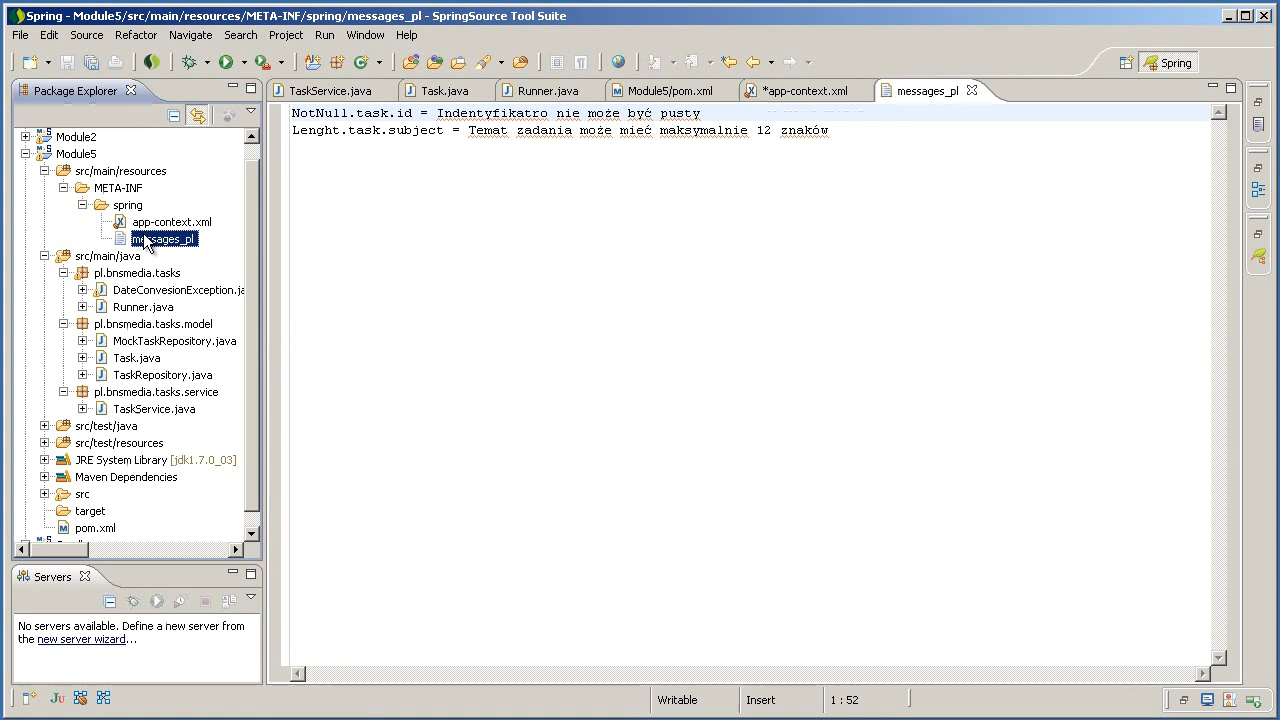 Spring - Module5/src/main/resources/META-INF/spring/messages_pl - SpringSource Tool Suite
File Edit Source Refactor Navigate Search Project Run Window Help
Spring
Package Explorer
TaskService.java
Task.java
Runner.java
Module5/pom.xml
*app-context.xml
messages_pl
NotNull.task.id = Indentyfikatro nie może być pusty
Lenght.task.subject = Temat zadania może mieć maksymalnie 12 znaków
Module2
Module5
src/main/resources
META-INF
spring
app-context.xml
messages_pl
src/main/java
pl.bnsmedia.tasks
DateConvesionException.ja
Runner.java
pl.bnsmedia.tasks.model
MockTaskRepository.java
Task.java
TaskRepository.java
pl.bnsmedia.tasks.service
TaskService.java
src/test/java
src/test/resources
JRE System Library [jdk1.7.0_03]
Maven Dependencies
src
target
pom.xml
Servers
No servers available. Define a new server from
the new server wizard...
Writable
Insert
1 : 52